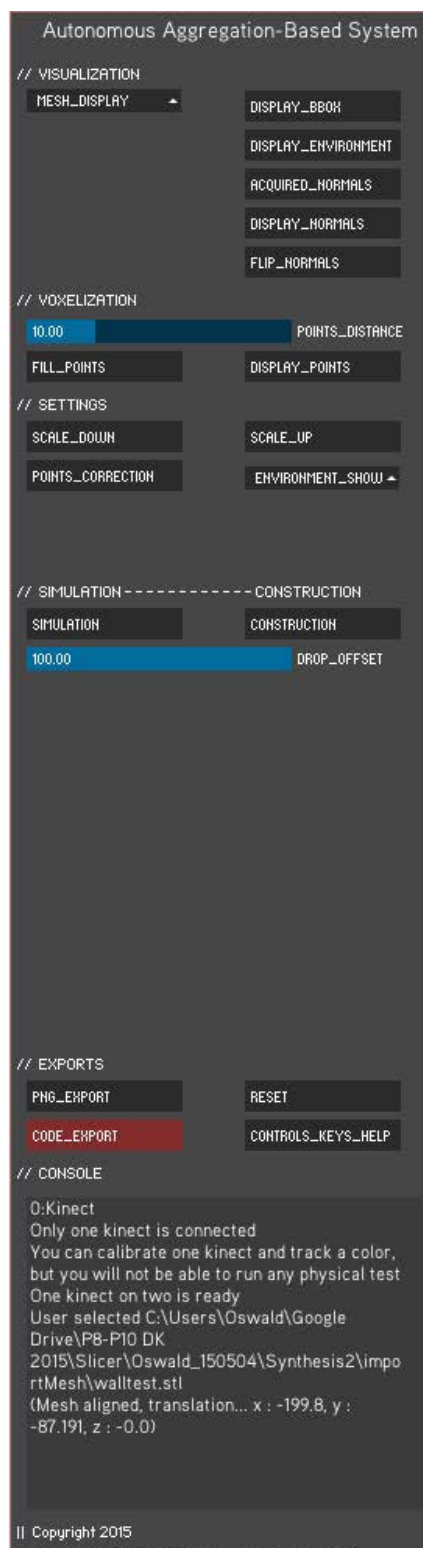 Autonomous Aggregation-Based System
// VISUALIZATION
MESH_DISPLAY
DISPLAY_BBOX
DISPLAY_ENVIRONMENT
ACQUIRED_NORMALS
DISPLAY_NORMALS
FLIP_NORMALS
// VOXELIZATION
10.00 POINTS_DISTANCE
FILL_POINTS DISPLAY_POINTS
// SETTINGS
SCALE_DOWN SCALE_UP
POINTS_CORRECTION ENVIRONMENT_SHOW
// SIMULATION------------CONSTRUCTION
SIMULATION CONSTRUCTION
100.00 DROP_OFFSET
// EXPORTS
PNG_EXPORT RESET
CODE_EXPORT CONTROLS_KEYS_HELP
// CONSOLE
0:Kinect
Only one kinect is connected
You can calibrate one kinect and track a color,
but you will not be able to run any physical test
One kinect on two is ready
User selected C:\Users\Oswald\Google
Drive\P8-P10 DK
2015\Slicer\Oswald_150504\Synthesis2\impo
rtMesh\walltest.stl
(Mesh aligned, translation... x : -199.8, y :
-87.191, z : -0.0)
|| Copyright 2015